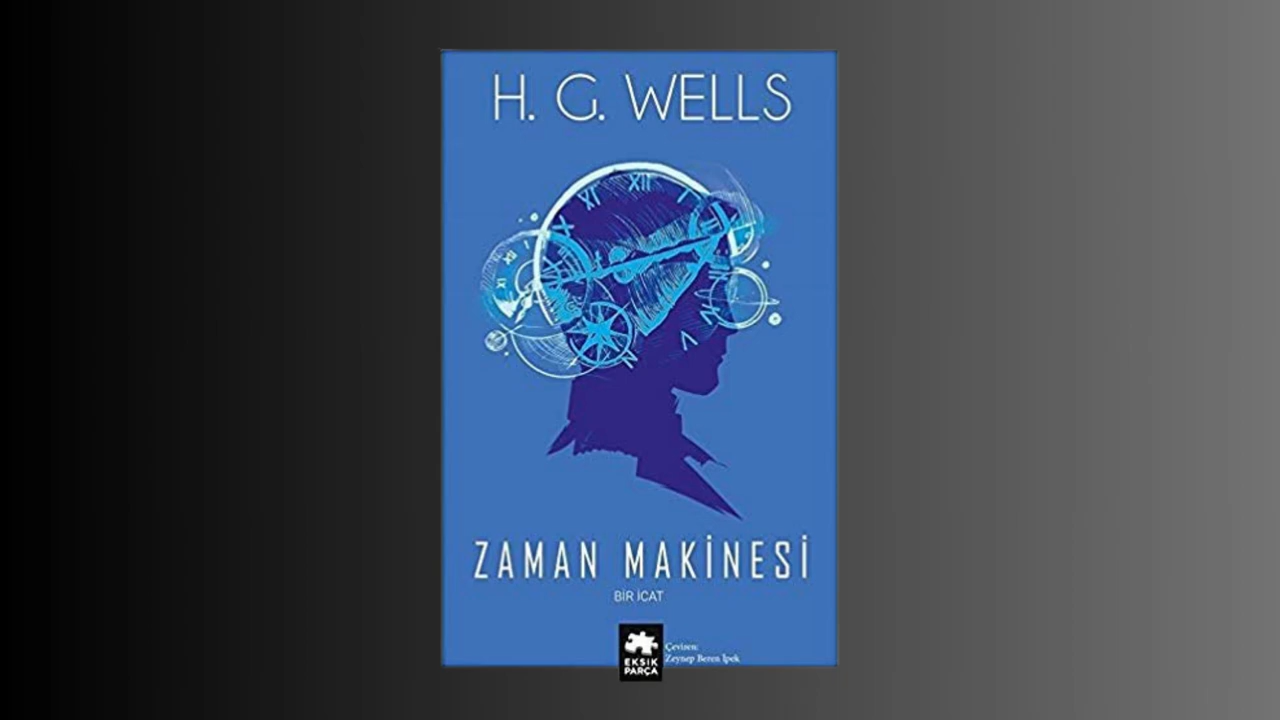 H. G. WELLS
ZAMAN MAKİNESİ
BİR İCAT
EKSİK
PARÇA
Çeviren:
Zeynep Beren İpek